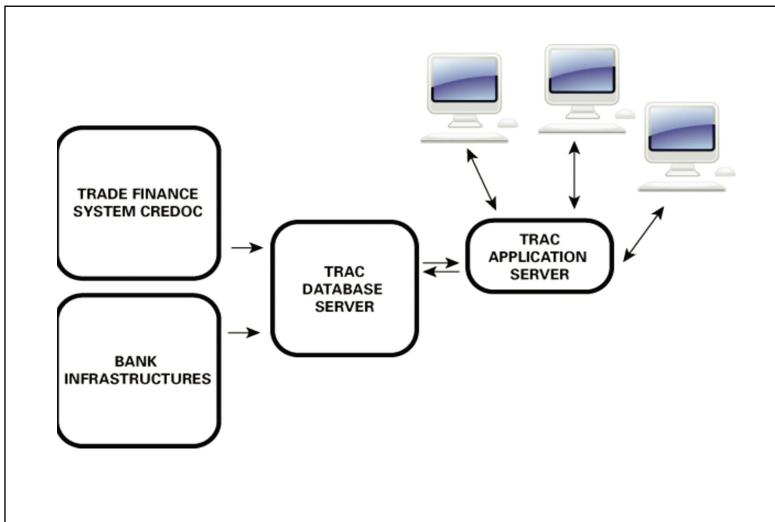 TRADE FINANCE
SYSTEM CREDOC
BANK
INFRASTRUCTURES
TRAC
DATABASE
SERVER
TRAC
APPLICATION
SERVER